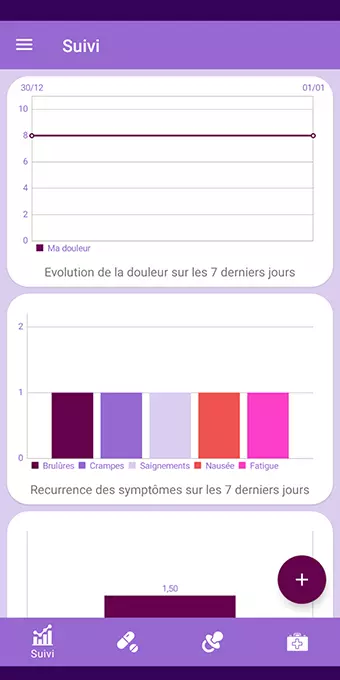 Suivi
30/12 01/01
10
8
6
4
2
0
Ma douleur
Evolution de la douleur sur les 7 derniers jours
2
1
0
Brulûres Crampes Saignements Nausée Fatigue
Recurrence des symptômes sur les 7 derniers jours
1,50
+
Suivi